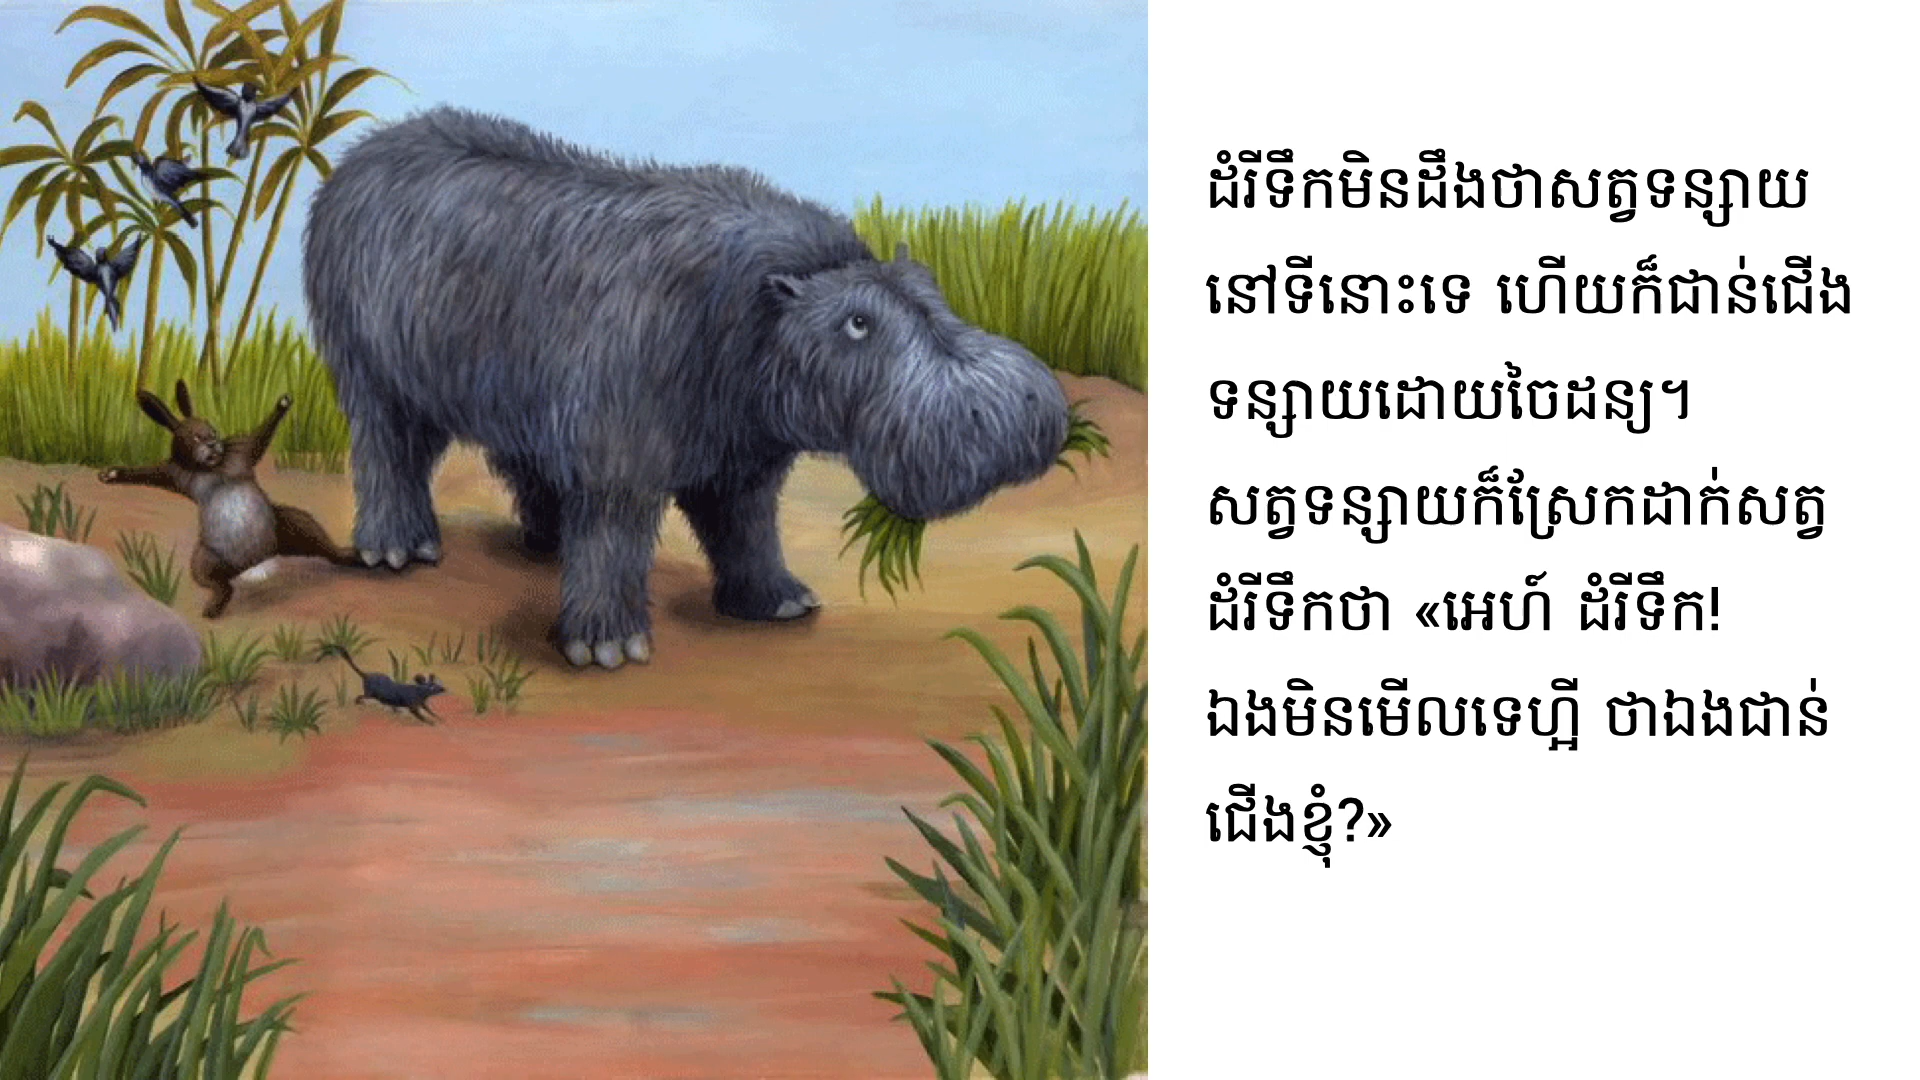 ដំរីទឹកមិនដឹងថាសត្វទន្សាយ
នៅទីនោះទេ ហើយក៏ជាន់ជើង
ទន្សាយដោយចៃដន្យ។
សត្វទន្សាយក៏ស្រែកដាក់សត្វ
ដំរីទឹកថា «អេហ៍ ដំរីទឹក!
ឯងមិនមើលទេហ្អី ថាឯងជាន់
ជើងខ្ញុំ?»